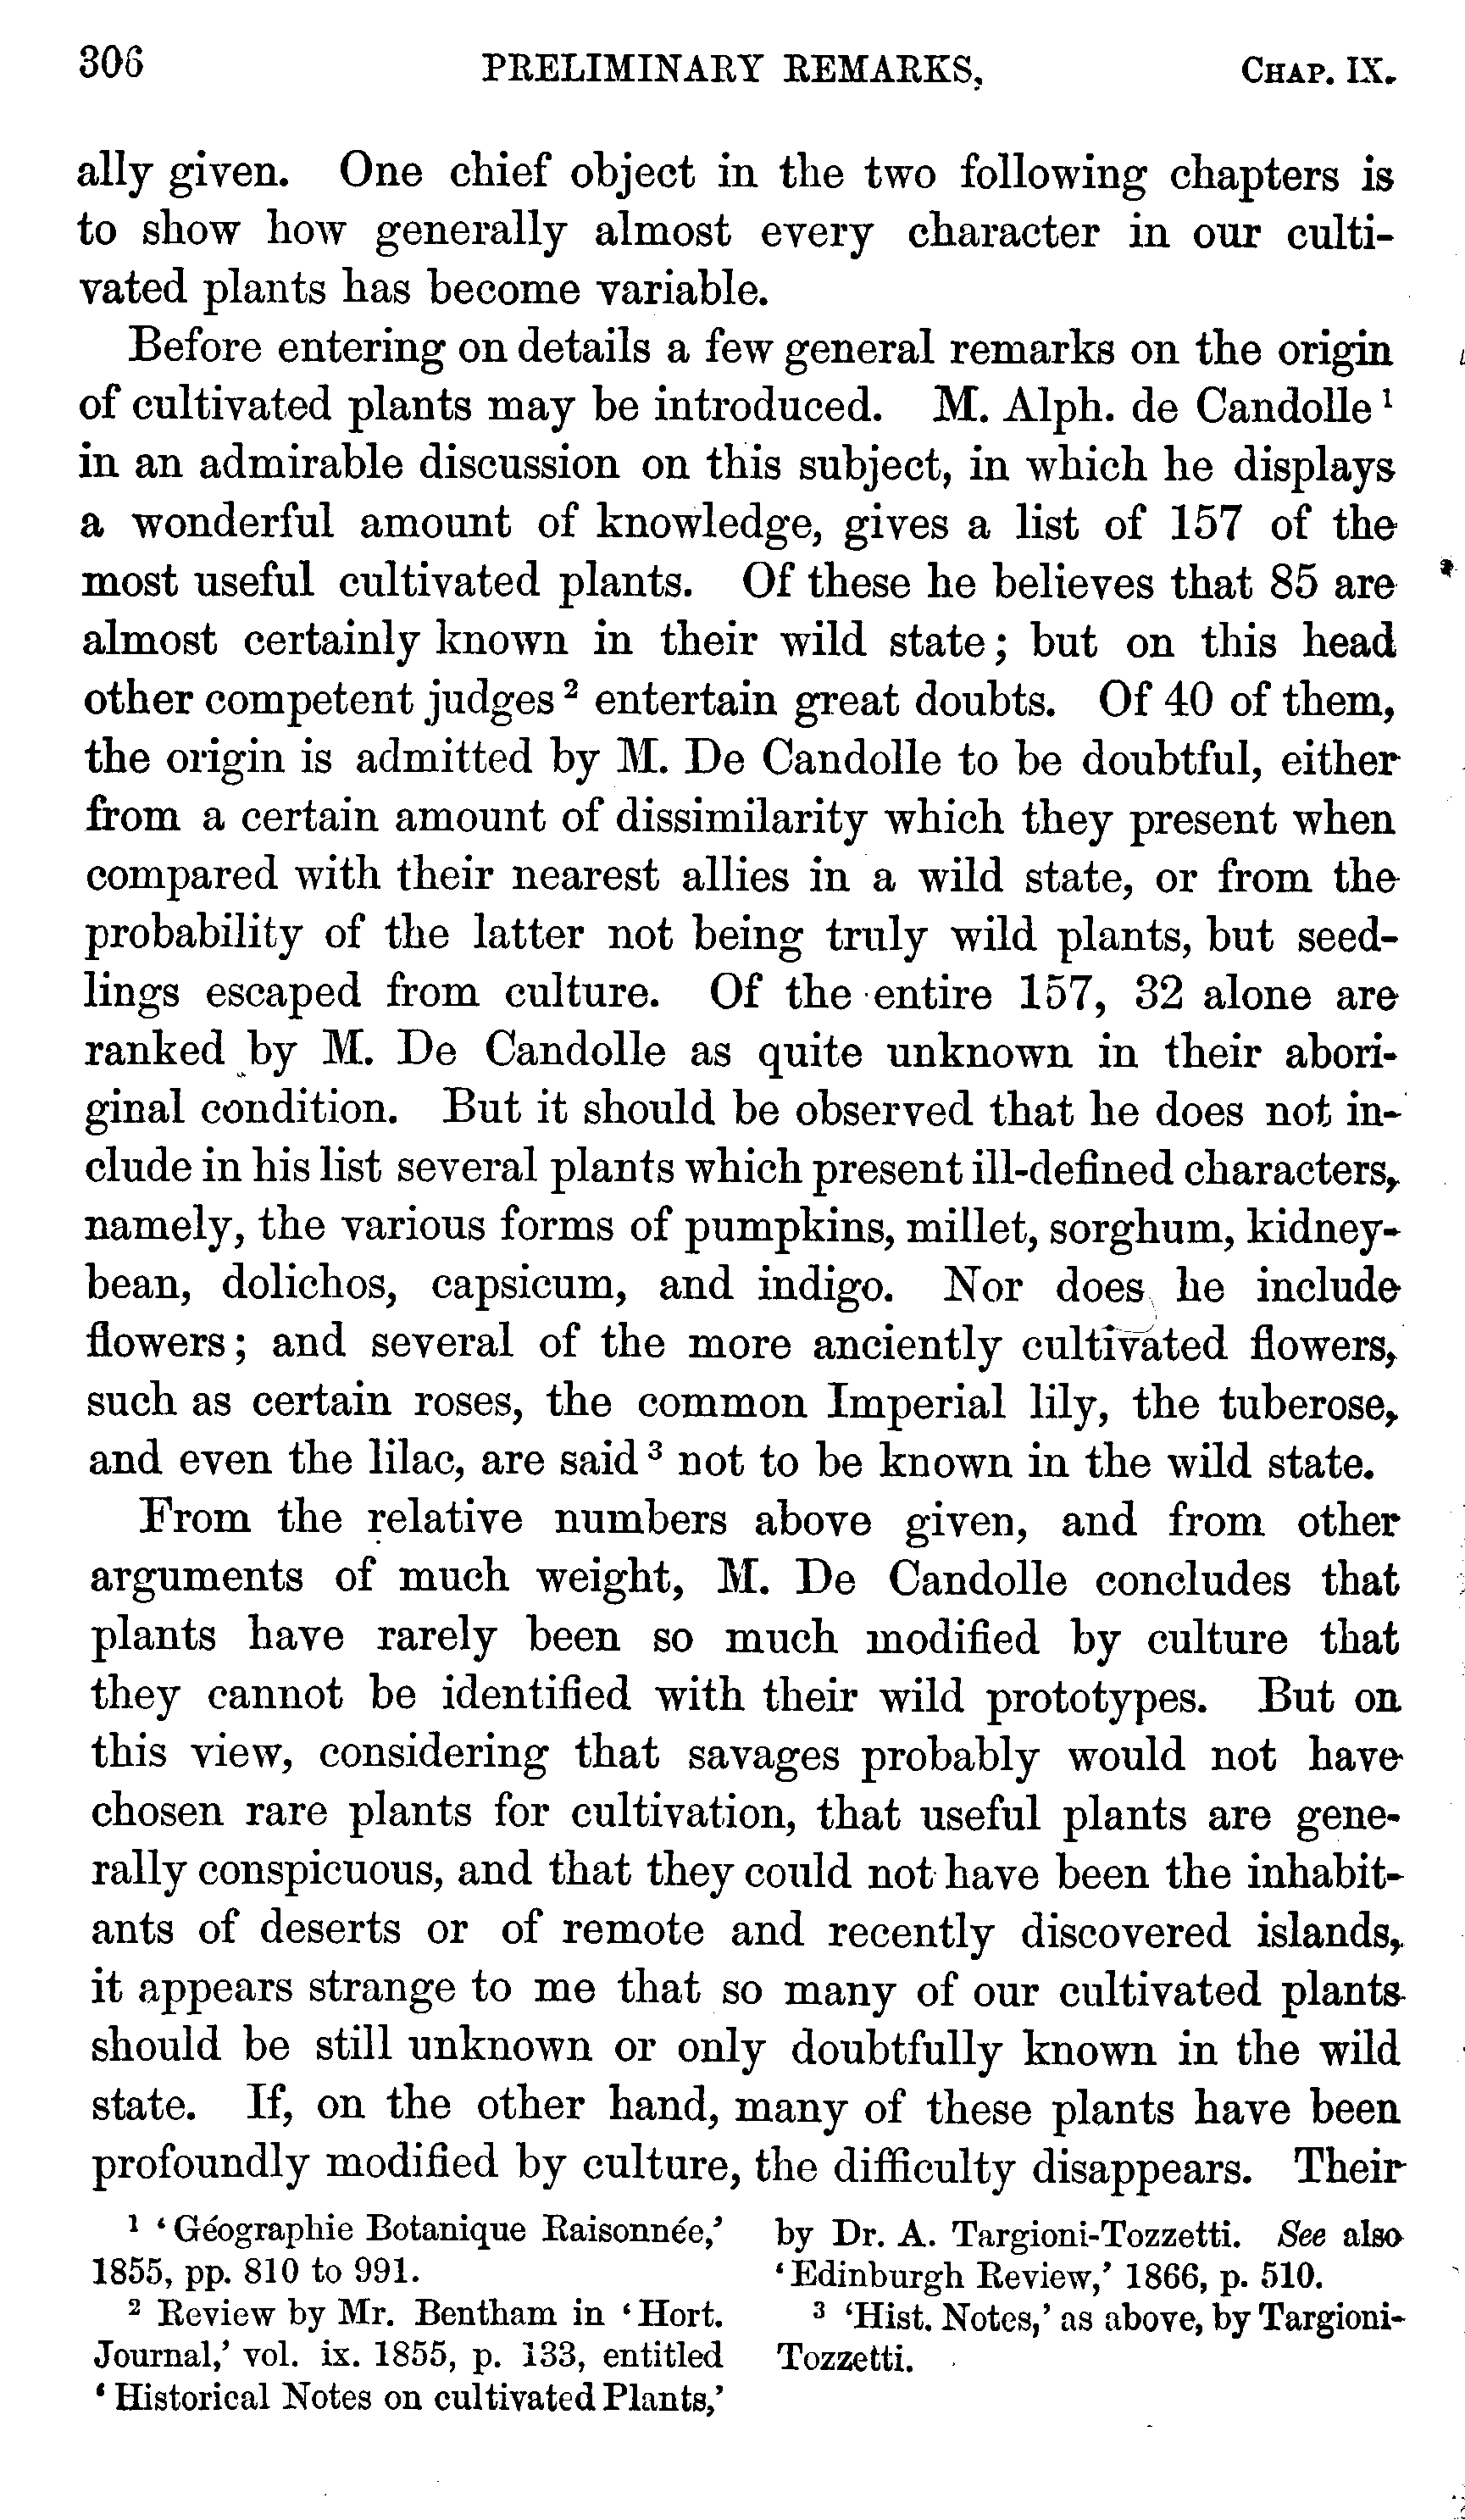 306 PRELIMINARY REMARKS, CHAP. IX.
ally given. One chief object in the two following chapters is
to show how generally almost every character in our culti-
vated plants has become variable.
Before entering on details a few general remarks on the origin
of cultivated plants may be introduced. M. Alph. de Candolle ¹
in an admirable discussion on this subject, in which he displays
a wonderful amount of knowledge, gives a list of 157 of the
most useful cultivated plants. Of these he believes that 85 are
almost certainly known in their wild state; but on this head
other competent judges ² entertain great doubts. Of 40 of them,
the origin is admitted by M. De Candolle to be doubtful, either
from a certain amount of dissimilarity which they present when
compared with their nearest allies in a wild state, or from the
probability of the latter not being truly wild plants, but seed-
lings escaped from culture. Of the entire 157, 32 alone are
ranked by M. De Candolle as quite unknown in their abori-
ginal condition. But it should be observed that he does not in-
clude in his list several plants which present ill-defined characters,
namely, the various forms of pumpkins, millet, sorghum, kidney-
bean, dolichos, capsicum, and indigo. Nor does he include
flowers; and several of the more anciently cultivated flowers,
such as certain roses, the common Imperial lily, the tuberose,
and even the lilac, are said ³ not to be known in the wild state.
From the relative numbers above given, and from other
arguments of much weight, M. De Candolle concludes that
plants have rarely been so much modified by culture that
they cannot be identified with their wild prototypes. But on
this view, considering that savages probably would not have
chosen rare plants for cultivation, that useful plants are gene-
rally conspicuous, and that they could not have been the inhabit-
ants of deserts or of remote and recently discovered islands,
it appears strange to me that so many of our cultivated plants
should be still unknown or only doubtfully known in the wild
state. If, on the other hand, many of these plants have been
profoundly modified by culture, the difficulty disappears. Their
¹ ‘Géographie Botanique Raisonnée,’
1855, pp. 810 to 991.
² Review by Mr. Bentham in ‘Hort.
Journal,’ vol. ix. 1855, p. 133, entitled
‘Historical Notes on cultivated Plants,’
by Dr. A. Targioni-Tozzetti. See also
‘Edinburgh Review,’ 1866, p. 510.
³ ‘Hist. Notes,’ as above, by Targioni-
Tozzetti.